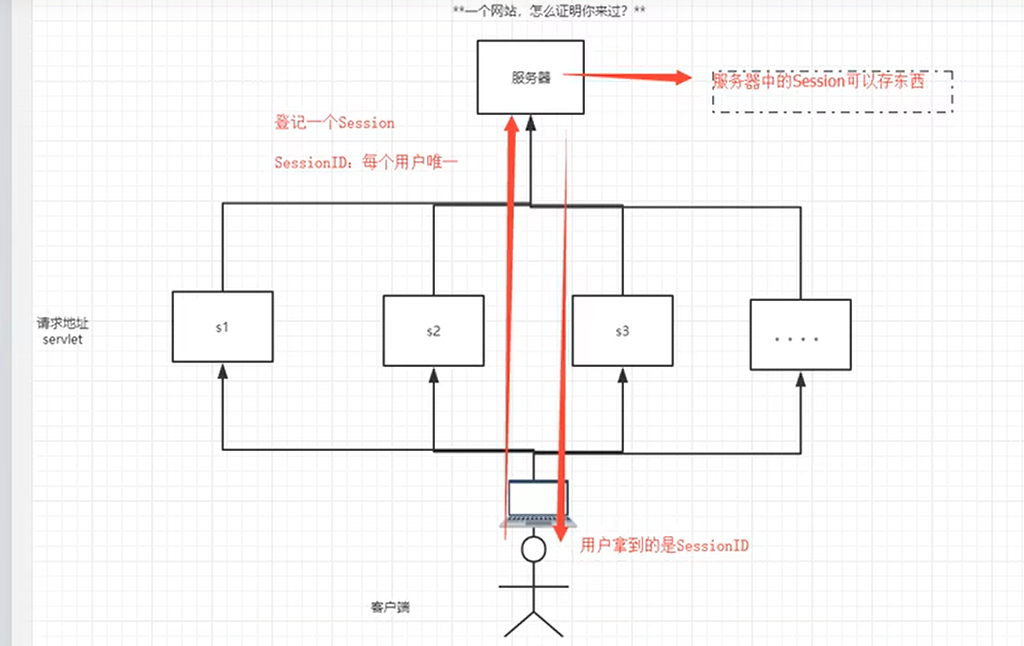 **一个网站，怎么证明你来过？**
服务器
服务器中的Session可以存东西
登记一个Session
SessionID：每个用户唯一
请求地址
servlet
s1
s2
s3
....
用户拿到的是SessionID
客户端